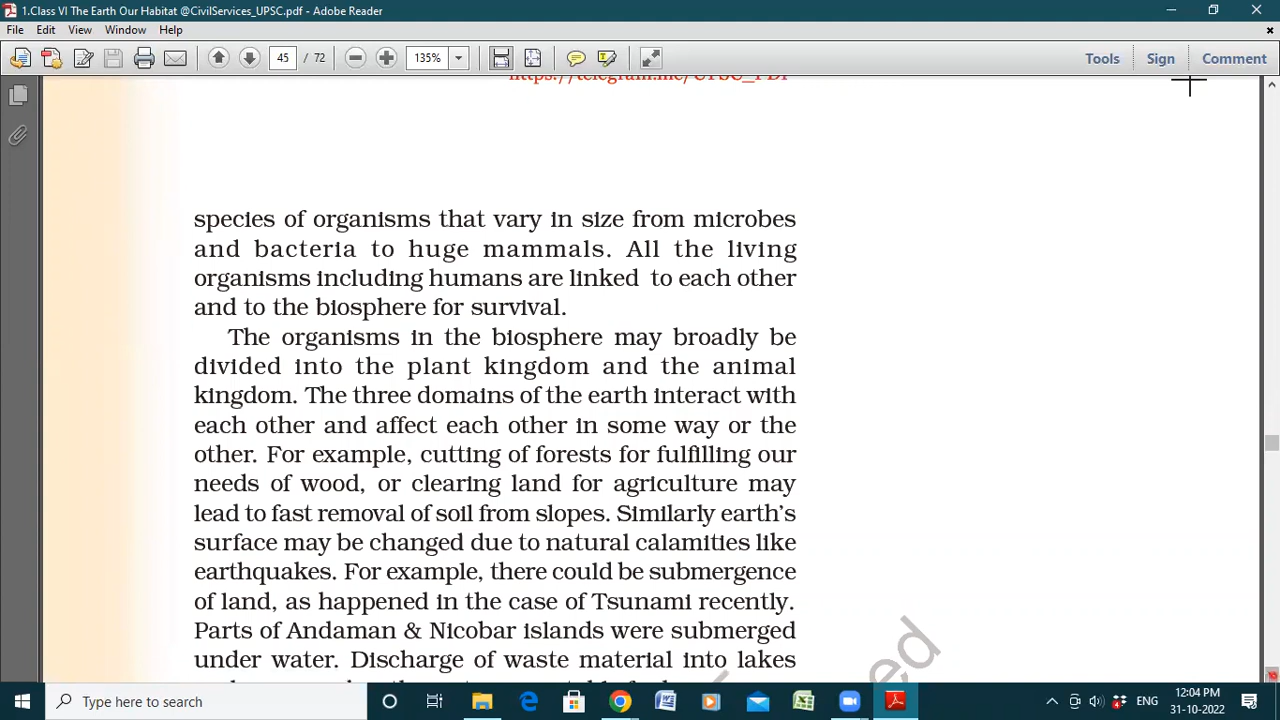 1.Class VI The Earth Our Habitat @CivilServices_UPSC.pdf - Adobe Reader
File Edit View Window Help
45 / 72 135% Tools Sign Comment
https://telegram.me/UPSC_PDF
species of organisms that vary in size from microbes
and bacteria to huge mammals. All the living
organisms including humans are linked to each other
and to the biosphere for survival.
The organisms in the biosphere may broadly be
divided into the plant kingdom and the animal
kingdom. The three domains of the earth interact with
each other and affect each other in some way or the
other. For example, cutting of forests for fulfilling our
needs of wood, or clearing land for agriculture may
lead to fast removal of soil from slopes. Similarly earth's
surface may be changed due to natural calamities like
earthquakes. For example, there could be submergence
of land, as happened in the case of Tsunami recently.
Parts of Andaman & Nicobar islands were submerged
under water. Discharge of waste material into lakes
Type here to search
ENG
12:04 PM
31-10-2022